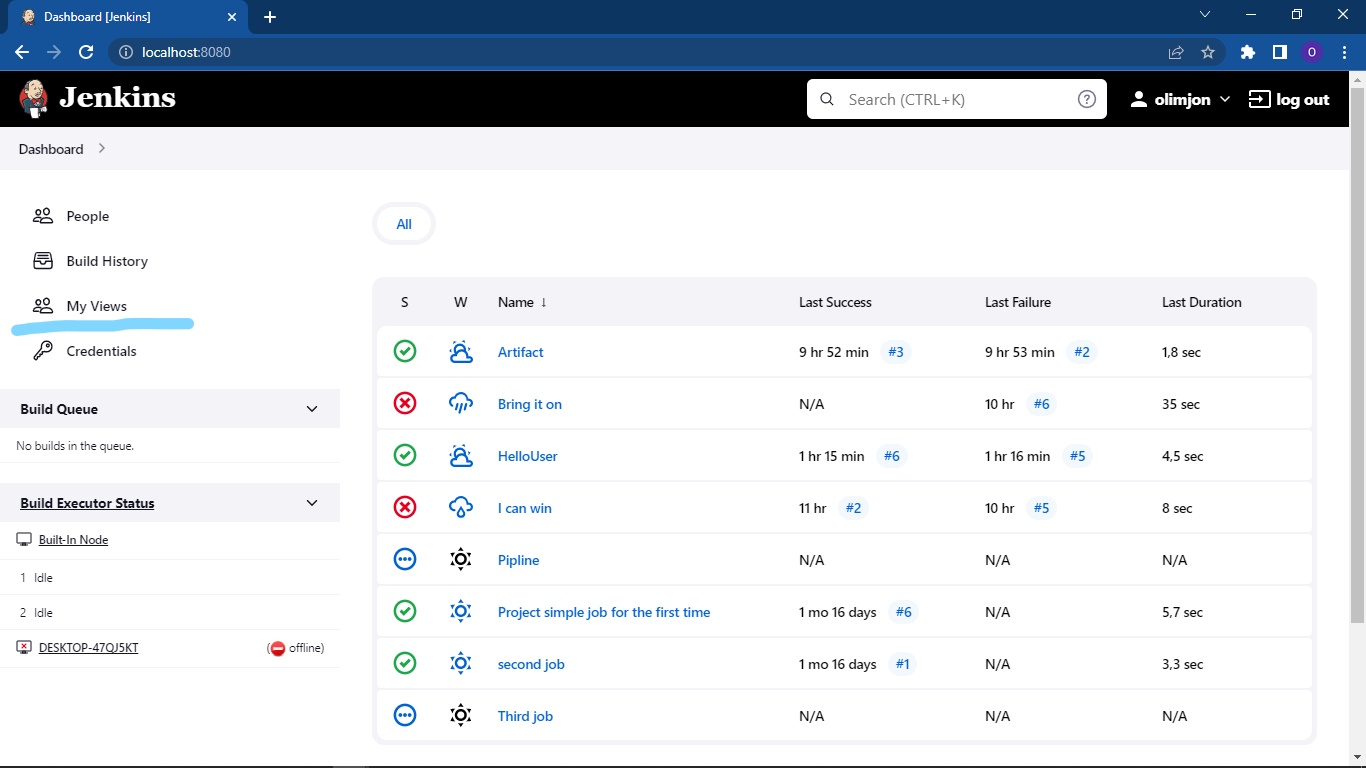 Dashboard [Jenkins]
localhost:8080
O
Jenkins
Search (CTRL+K)
?
olimjon
log out
Dashboard
People
Build History
My Views
Credentials
Build Queue
No builds in the queue.
Build Executor Status
Built-In Node
1 Idle
2 Idle
DESKTOP-47QJ5KT ( offline)
All
S W Name ↓ Last Success Last Failure Last Duration
Artifact 9 hr 52 min #3 9 hr 53 min #2 1,8 sec
Bring it on N/A 10 hr #6 35 sec
HelloUser 1 hr 15 min #6 1 hr 16 min #5 4,5 sec
I can win 11 hr #2 10 hr #5 8 sec
Pipline N/A N/A N/A
Project simple job for the first time 1 mo 16 days #6 N/A 5,7 sec
second job 1 mo 16 days #1 N/A 3,3 sec
Third job N/A N/A N/A